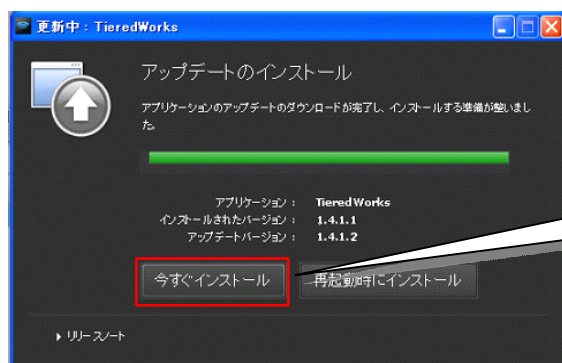 更新中：TieredWorks
アップデートのインストール
アプリケーションのアップデートのダウンロードが完了し、インストールする準備が整いまし
た。
アプリケーション： TieredWorks
インストールされたバージョン： 1.4.1.1
アップデートバージョン： 1.4.1.2
今すぐインストール 再起動時にインストール
リリースノート